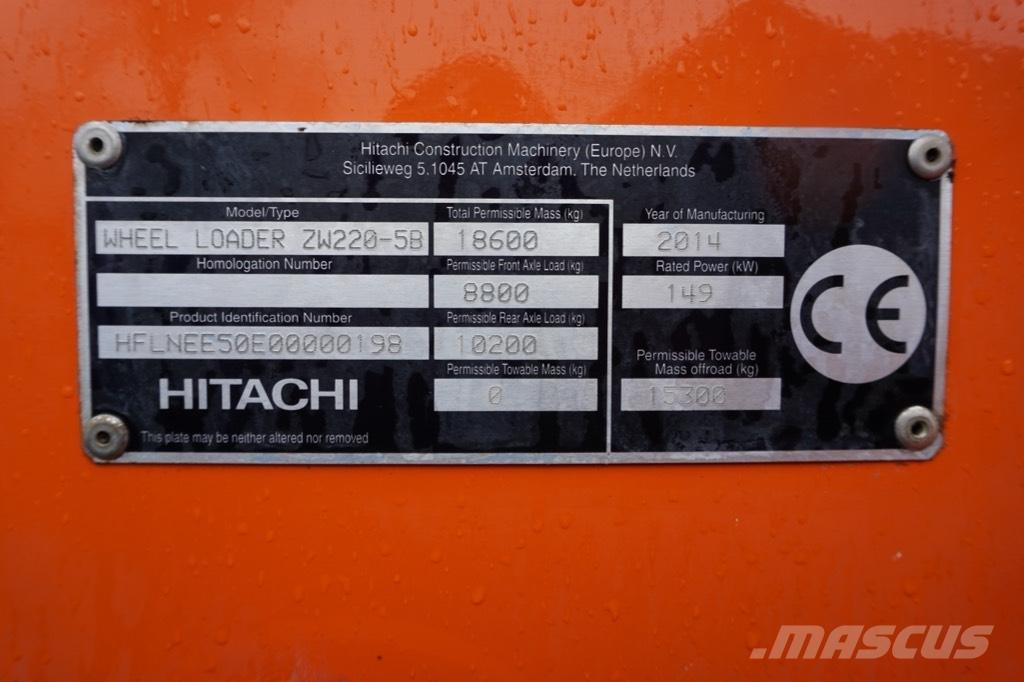 Hitachi Construction Machinery (Europe) N.V.
Sicilieweg 5.1045 AT Amsterdam. The Netherlands
Model/Type
WHEEL LOADER ZW220-5B
Homologation Number
Product Identification Number
HFLNEE50E00000198
HITACHI
This plate may be neither altered nor removed
Total Permissible Mass (kg)
18600
Permissible Front Axle Load (kg)
8800
Permissible Rear Axle Load (kg)
10200
Permissible Towable Mass (kg)
0
Year of Manufacturing
2014
Rated Power (kW)
149
Permissible Towable
Mass offroad (kg)
15300
CE
.MASCUS